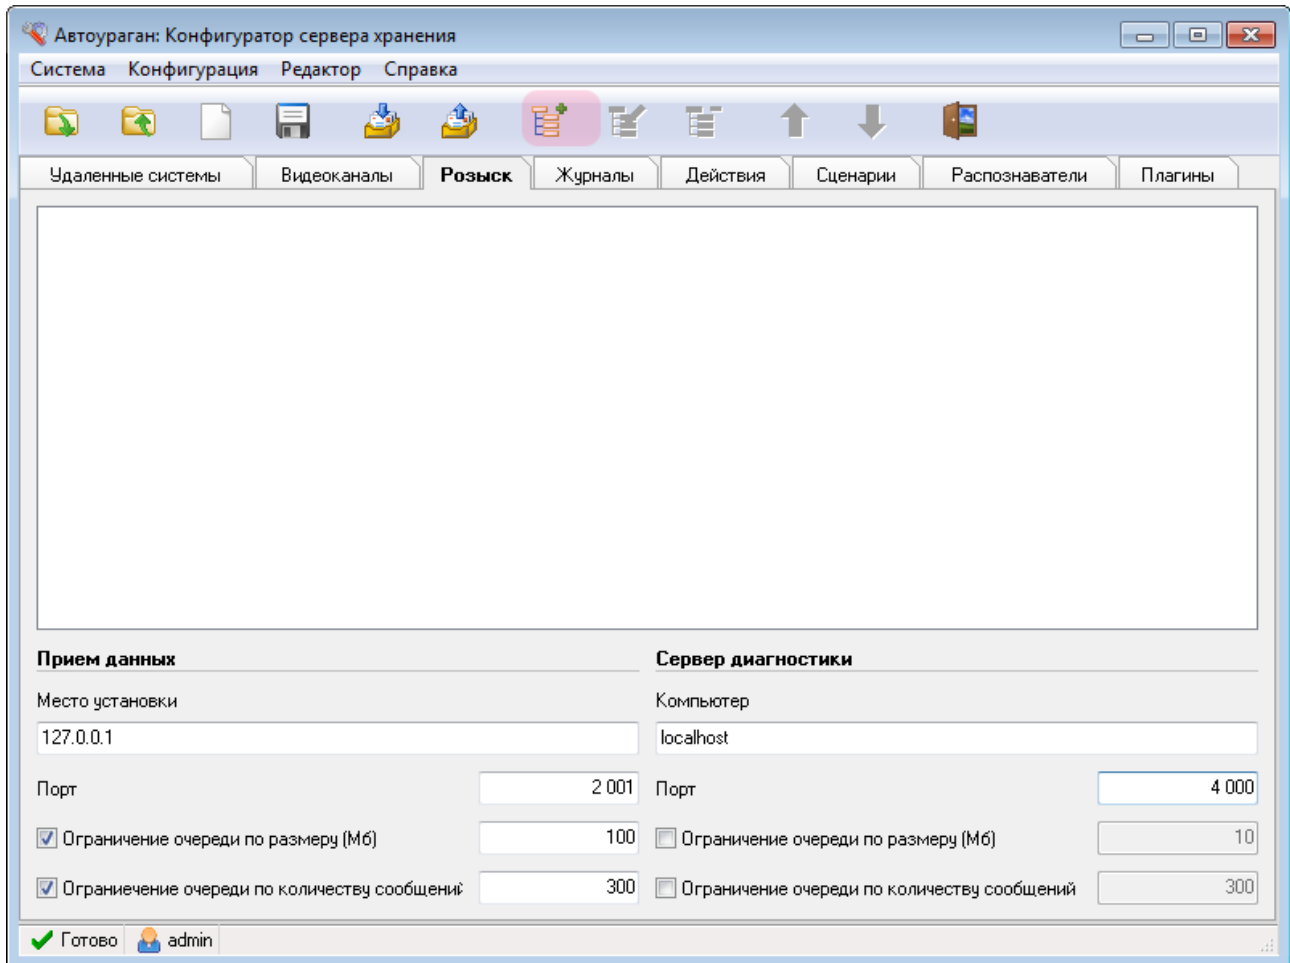 Автоураган: Конфигуратор сервера хранения
Система Конфигурация Редактор Справка
Удаленные системы Видеоканалы Розыск Журналы Действия Сценарии Распознаватели Плагины
Прием данных Сервер диагностики
Место установки Компьютер
127.0.0.1 localhost
Порт 2 001 Порт 4 000
Ограничение очереди по размеру (Мб) 100 Ограничение очереди по размеру (Мб) 10
Ограниечение очереди по количеству сообщений 300 Ограничение очереди по количеству сообщений 300
Готово admin